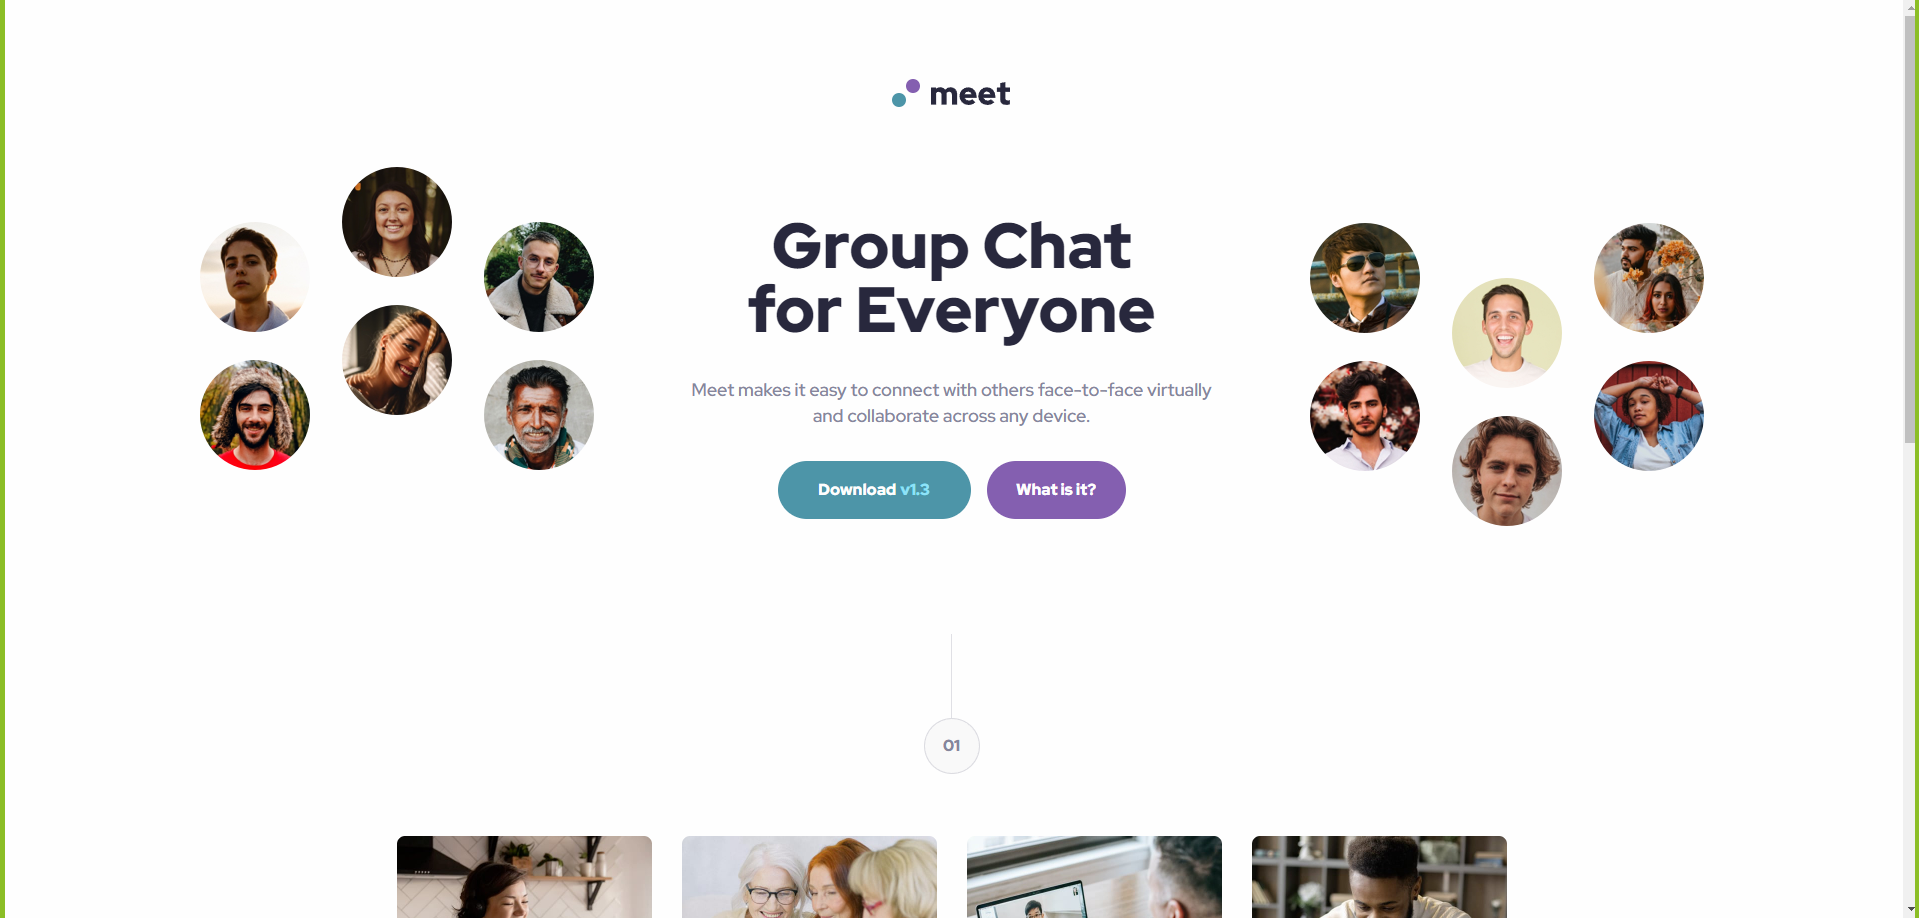 meet
Group Chat
for Everyone
Meet makes it easy to connect with others face-to-face virtually
and collaborate across any device.
Download v1.3
What is it?
01